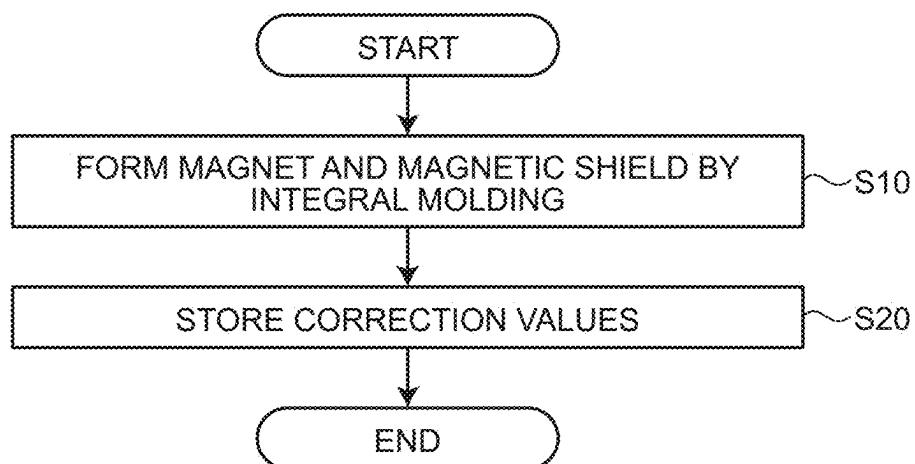 START
FORM MAGNET AND MAGNETIC SHIELD BY
INTEGRAL MOLDING
S10
STORE CORRECTION VALUES
S20
END